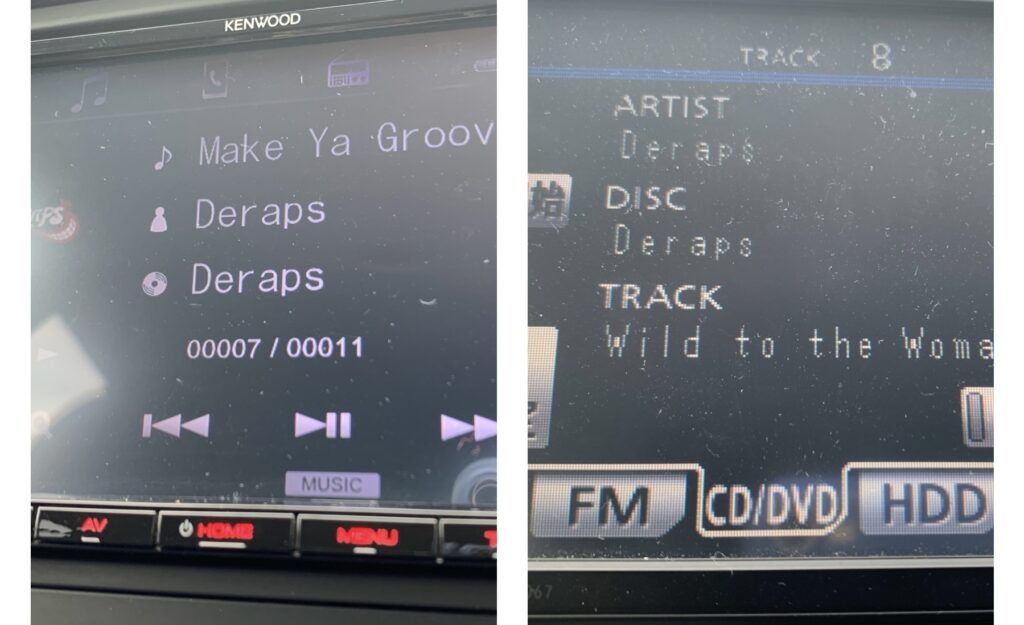 KENWOOD
Make Ya Groov
Deraps
Deraps
00007 / 00011
MUSIC
AV
HOME
MENU
TRACK 8
ARTIST
Deraps
始
DISC
Deraps
TRACK
Wild to the Woma
FM
CD/DVD
HDD